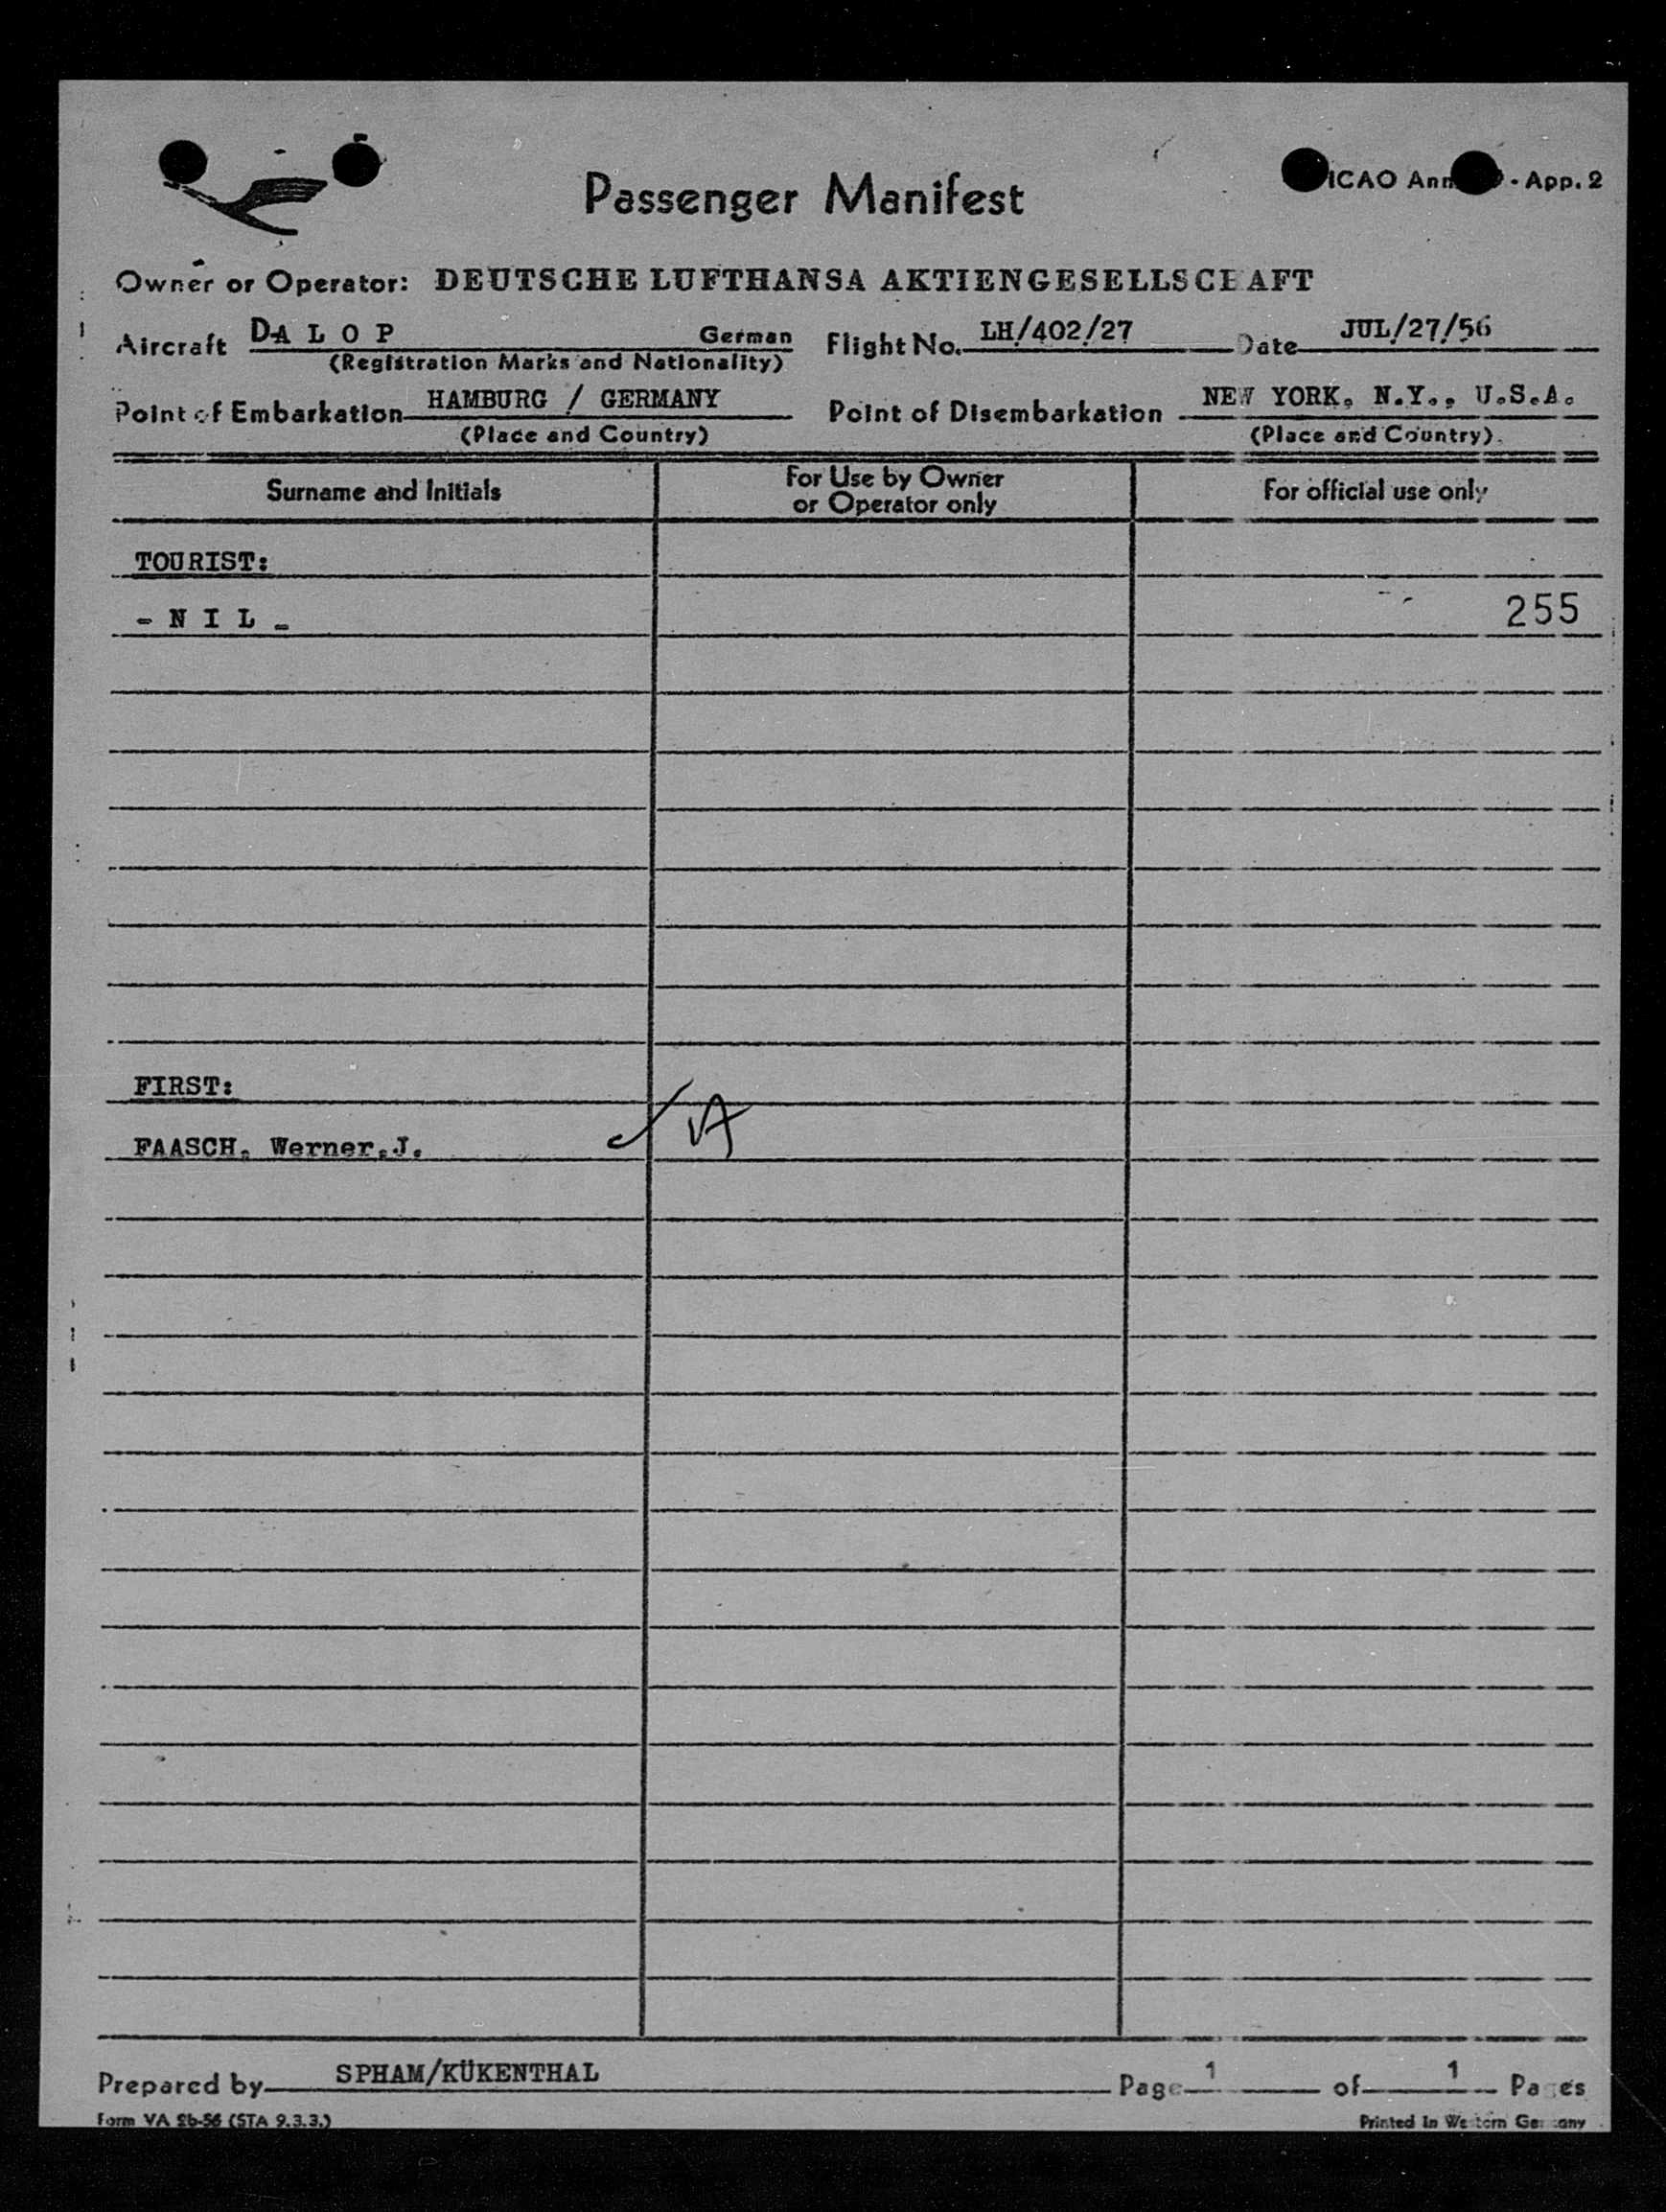 Passenger Manifest
ICAO Ann - App. 2
Owner or Operator: DEUTSCHE LUFTHANSA AKTIENGESELLSCHAFT
Aircraft DA L O P German Flight No. LH/402/27 Date JUL/27/56
(Registration Marks and Nationality)
Point of Embarkation HAMBURG / GERMANY Point of Disembarkation NEW YORK, N.Y., U.S.A.
(Place and Country) (Place and Country)
Surname and Initials For Use by Owner or Operator only For official use only
TOURIST:
- N I L - 255
FIRST:
FAASCH, Werner,J.
Prepared by SPHAM/KÜKENTHAL Page 1 of 1 Pages
Form VA 2b-56 (STA 9.3.3.) Printed in Western Germany